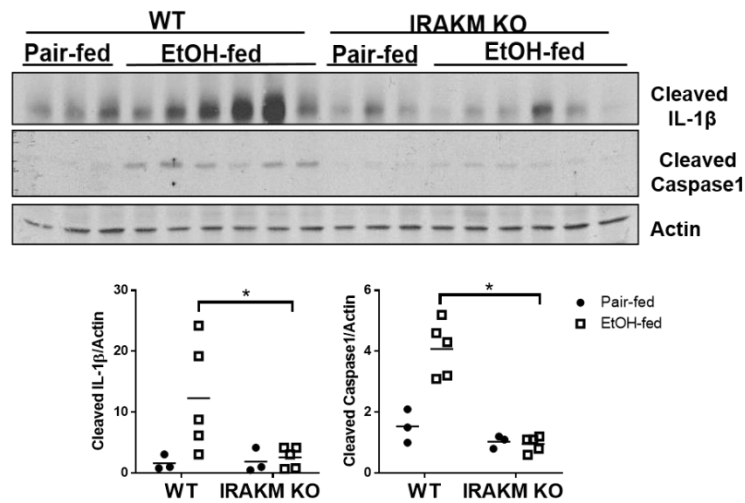 WT IRAKM KO
Pair-fed EtOH-fed Pair-fed EtOH-fed
Cleaved
IL-1β
Cleaved
Caspase1
Actin
Cleaved IL-1β/Actin
30
20
10
0
*
WT IRAKM KO
Cleaved Caspase1/Actin
6
4
2
0
*
WT IRAKM KO
Pair-fed
EtOH-fed